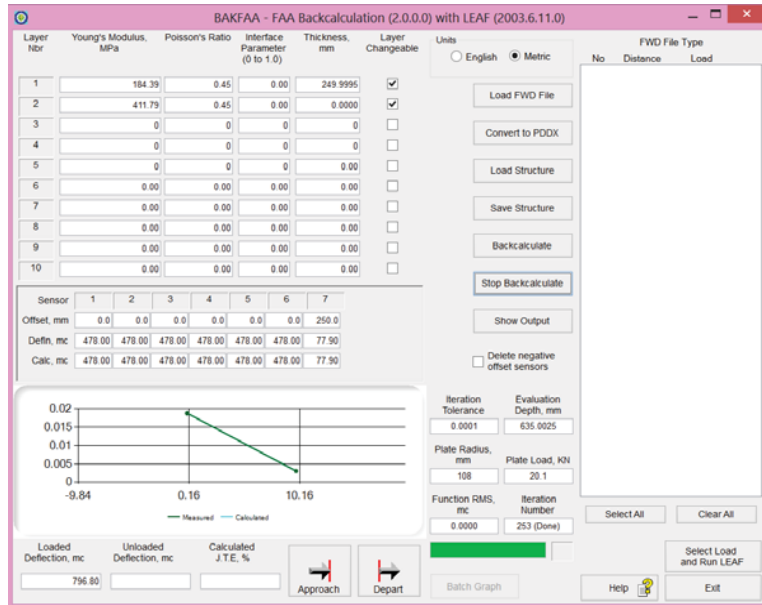 BAKFAA - FAA Backcalculation (2.0.0.0) with LEAF (2003.6.11.0)
Layer Nbr Young's Modulus, MPa Poisson's Ratio Interface Parameter (0 to 1.0) Thickness, mm Layer Changeable
1 184.39 0.45 0.00 249.9995
2 411.79 0.45 0.00 0.0000
3 0 0 0 0
4 0 0 0 0
5 0 0 0 0.00
6 0.00 0.00 0.00 0.00
7 0.00 0.00 0.00 0.00
8 0.00 0.00 0.00 0.00
9 0.00 0.00 0.00 0.00
10 0.00 0.00 0.00 0.00
Sensor 1 2 3 4 5 6 7
Offset, mm 0.0 0.0 0.0 0.0 0.0 0.0 250.0
Defln, mc 478.00 478.00 478.00 478.00 478.00 478.00 77.90
Calc, mc 478.00 478.00 478.00 478.00 478.00 478.00 77.90
0.02
0.015
0.01
0.005
0
-9.84 0.16 10.16
Measured Calculated
Loaded Deflection, mc Unloaded Deflection, mc Calculated J.T.E, %
796.80
Approach
Depart
Units
English Metric
Load FWD File
Convert to PDDX
Load Structure
Save Structure
Backcalculate
Stop Backcalculate
Show Output
Delete negative offset sensors
Iteration Tolerance Evaluation Depth, mm
0.0001 635.0025
Plate Radius, mm Plate Load, KN
108 20.1
Function RMS, mc Iteration Number
0.0000 253 (Done)
Batch Graph
FWD File Type
No Distance Load
Select All Clear All
Select Load and Run LEAF
Help Exit